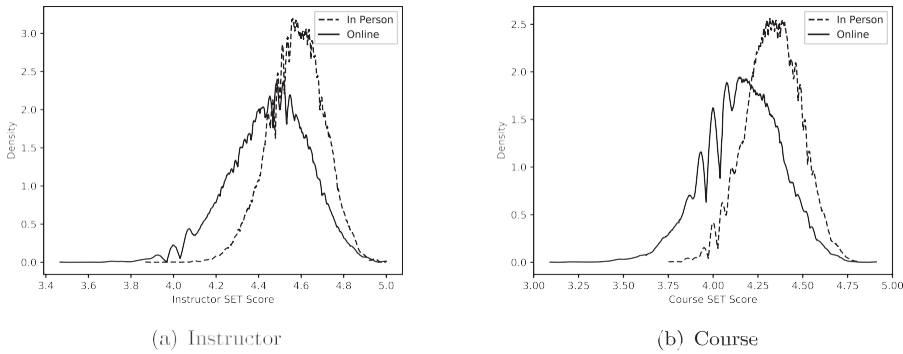 In Person
Online
3.0
2.5
2.0
1.5
1.0
0.5
0.0
Density
3.4 3.6 3.8 4.0 4.2 4.4 4.6 4.8 5.0
Instructor SET Score
(a) Instructor
In Person
Online
2.5
2.0
1.5
1.0
0.5
0.0
Density
3.00 3.25 3.50 3.75 4.00 4.25 4.50 4.75 5.00
Course SET Score
(b) Course